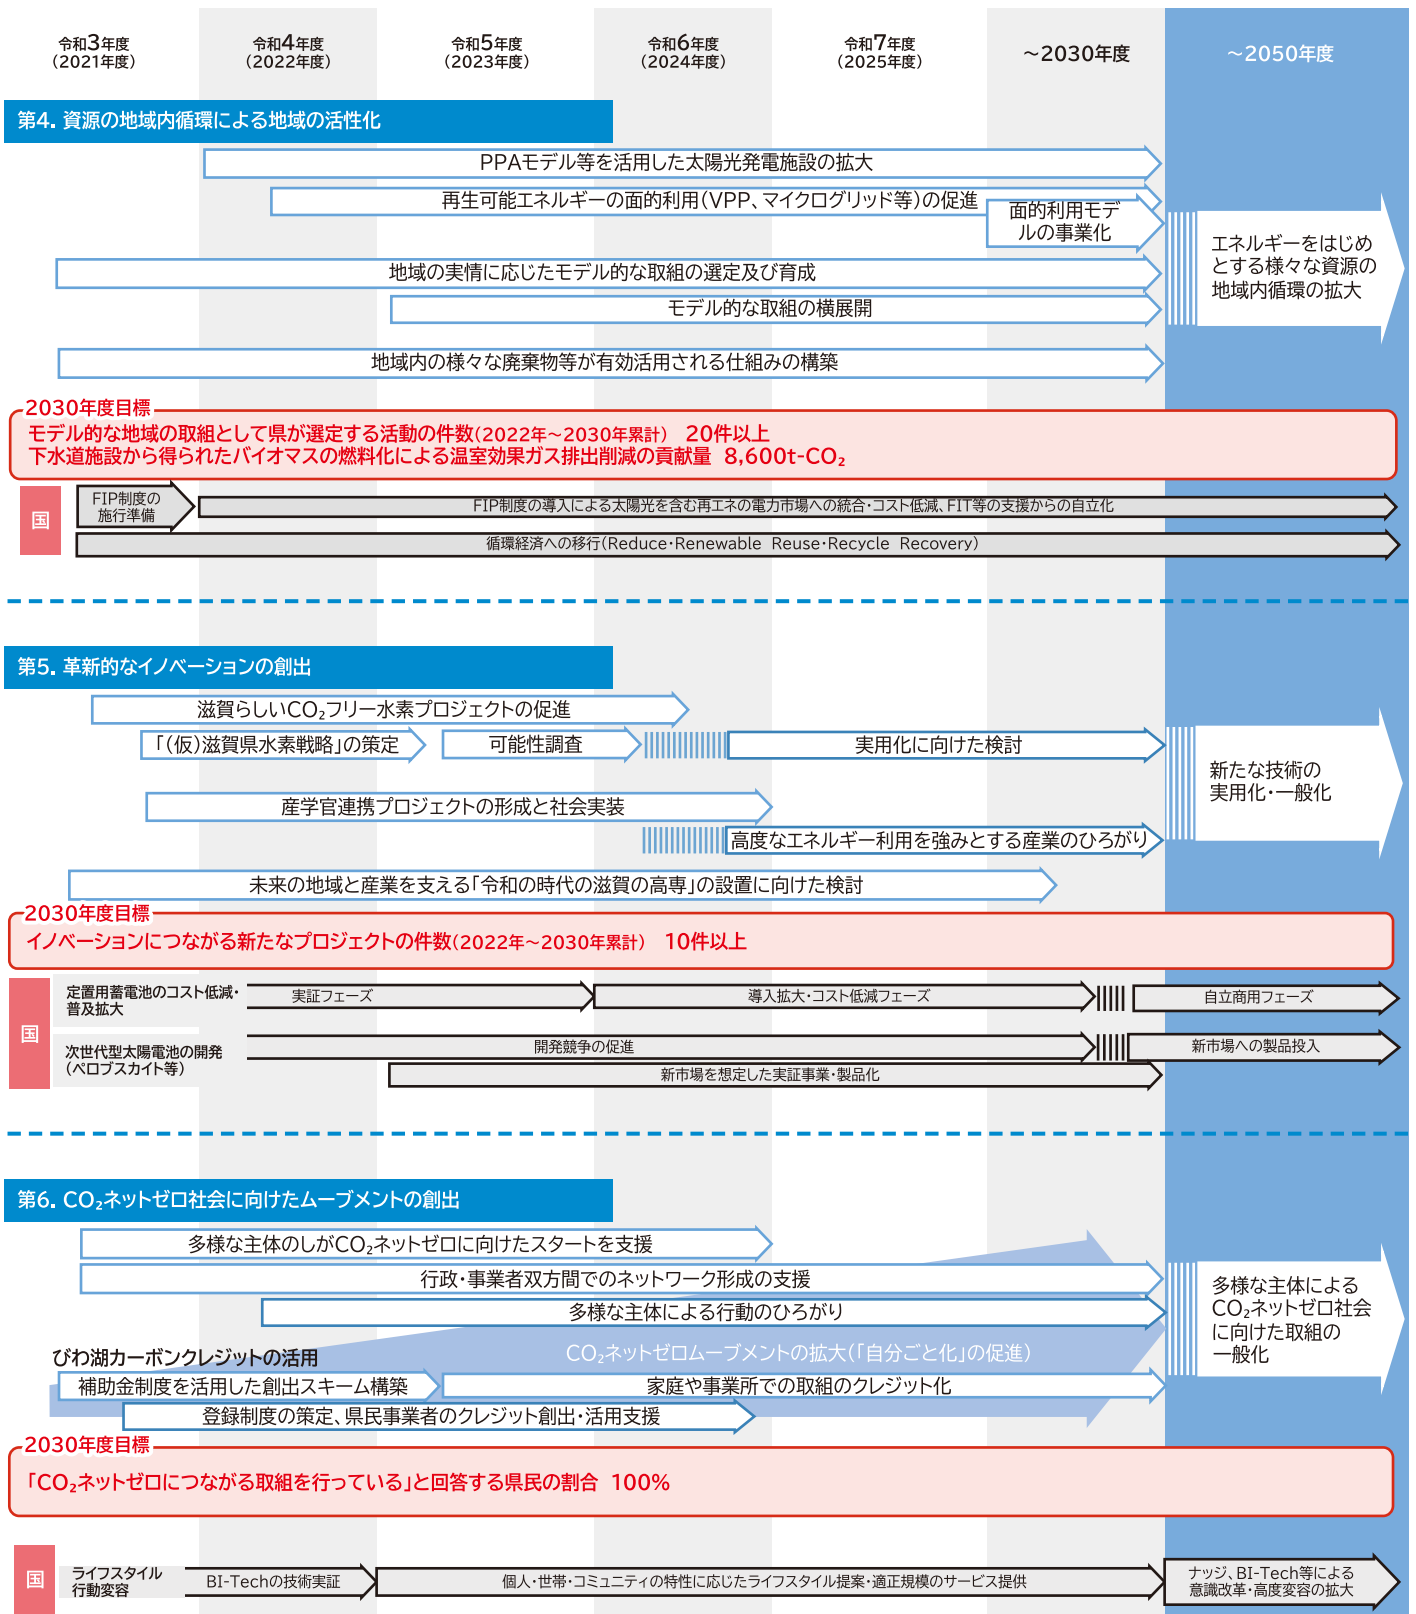 令和3年度
(2021年度)
令和4年度
(2022年度)
令和5年度
(2023年度)
令和6年度
(2024年度)
令和7年度
(2025年度)
～2030年度
～2050年度
第4. 資源の地域内循環による地域の活性化
PPAモデル等を活用した太陽光発電施設の拡大
再生可能エネルギーの面的利用(VPP、マイクログリッド等)の促進
面的利用モデ
ルの事業化
地域の実情に応じたモデル的な取組の選定及び育成
モデル的な取組の横展開
地域内の様々な廃棄物等が有効活用される仕組みの構築
エネルギーをはじめ
とする様々な資源の
地域内循環の拡大
2030年度目標
モデル的な地域の取組として県が選定する活動の件数(2022年～2030年累計) 20件以上
下水道施設から得られたバイオマスの燃料化による温室効果ガス排出削減の貢献量 8,600t-CO₂
国
FIP制度の
施行準備
FIP制度の導入による太陽光を含む再エネの電力市場への統合・コスト低減、FIT等の支援からの自立化
循環経済への移行(Reduce・Renewable Reuse・Recycle Recovery)
第5. 革新的なイノベーションの創出
滋賀らしいCO₂フリー水素プロジェクトの促進
「(仮)滋賀県水素戦略」の策定
可能性調査
実用化に向けた検討
産学官連携プロジェクトの形成と社会実装
高度なエネルギー利用を強みとする産業のひろがり
未来の地域と産業を支える「令和の時代の滋賀の高専」の設置に向けた検討
新たな技術の
実用化・一般化
2030年度目標
イノベーションにつながる新たなプロジェクトの件数(2022年～2030年累計) 10件以上
国
定置用蓄電池のコスト低減・
普及拡大
実証フェーズ
導入拡大・コスト低減フェーズ
自立商用フェーズ
次世代型太陽電池の開発
(ペロブスカイト等)
開発競争の促進
新市場への製品投入
新市場を想定した実証事業・製品化
第6. CO₂ネットゼロ社会に向けたムーブメントの創出
多様な主体のしがCO₂ネットゼロに向けたスタートを支援
行政・事業者双方間でのネットワーク形成の支援
多様な主体による行動のひろがり
CO₂ネットゼロムーブメントの拡大(「自分ごと化」の促進)
びわ湖カーボンクレジットの活用
補助金制度を活用した創出スキーム構築
家庭や事業所での取組のクレジット化
登録制度の策定、県民事業者のクレジット創出・活用支援
多様な主体による
CO₂ネットゼロ社会
に向けた取組の
一般化
2030年度目標
「CO₂ネットゼロにつながる取組を行っている」と回答する県民の割合 100%
国
ライフスタイル
行動変容
BI-Techの技術実証
個人・世帯・コミュニティの特性に応じたライフスタイル提案・適正規模のサービス提供
ナッジ、BI-Tech等による
意識改革・高度変容の拡大